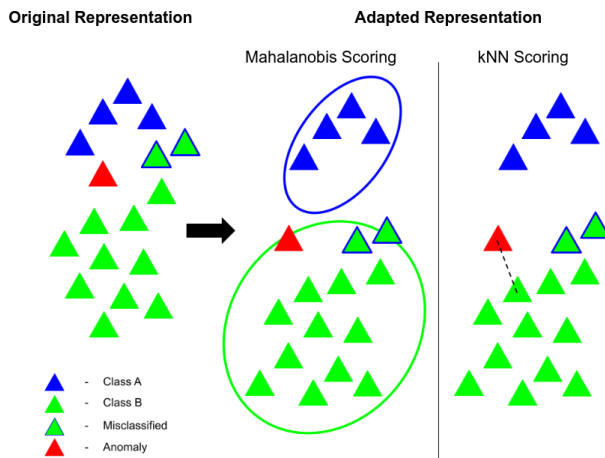 Original Representation
Adapted Representation
Mahalanobis Scoring
kNN Scoring
- Class A
- Class B
- Misclassified
- Anomaly